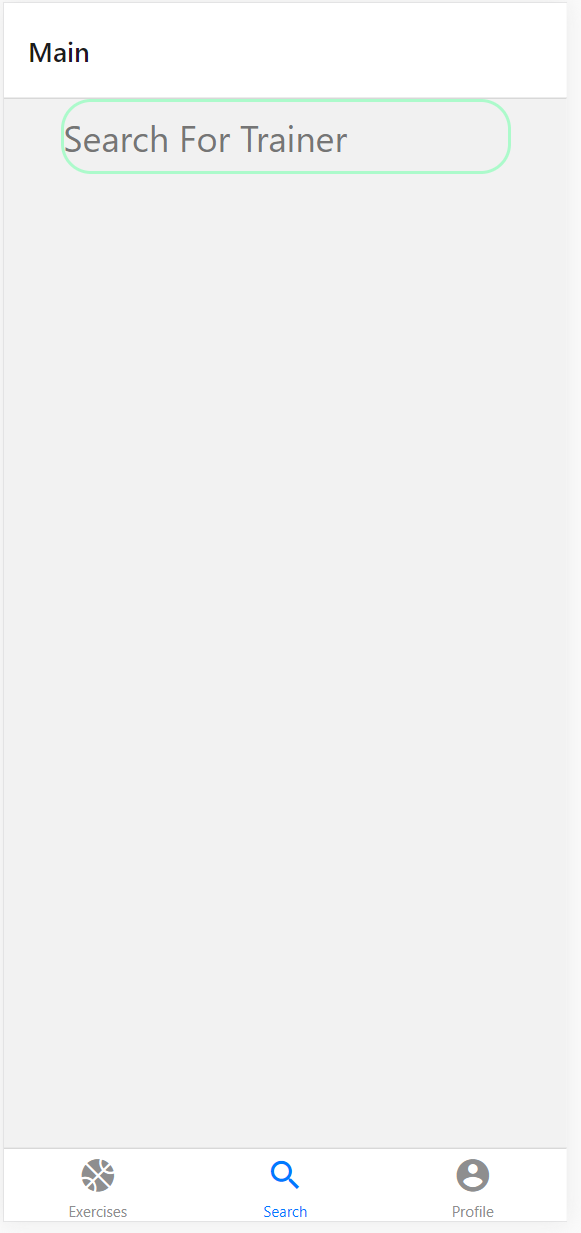 Main
Search For Trainer
Exercises
Search
Profile